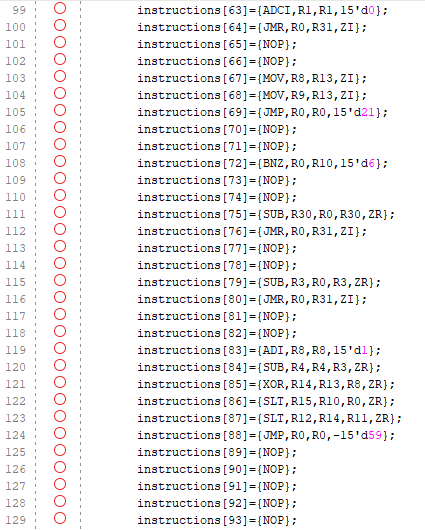 99 instructions[63]={ADCI,R1,R1,15'd0};
100 instructions[64]={JMR,R0,R31,ZI};
101 instructions[65]={NOP};
102 instructions[66]={NOP};
103 instructions[67]={MOV,R8,R13,ZI};
104 instructions[68]={MOV,R9,R13,ZI};
105 instructions[69]={JMP,R0,R0,15'd21};
106 instructions[70]={NOP};
107 instructions[71]={NOP};
108 instructions[72]={BNZ,R0,R10,15'd6};
109 instructions[73]={NOP};
110 instructions[74]={NOP};
111 instructions[75]={SUB,R30,R0,R30,ZR};
112 instructions[76]={JMR,R0,R31,ZI};
113 instructions[77]={NOP};
114 instructions[78]={NOP};
115 instructions[79]={SUB,R3,R0,R3,ZR};
116 instructions[80]={JMR,R0,R31,ZI};
117 instructions[81]={NOP};
118 instructions[82]={NOP};
119 instructions[83]={ADI,R8,R8,15'd1};
120 instructions[84]={SUB,R4,R4,R3,ZR};
121 instructions[85]={XOR,R14,R13,R8,ZR};
122 instructions[86]={SLT,R15,R10,R0,ZR};
123 instructions[87]={SLT,R12,R14,R11,ZR};
124 instructions[88]={JMP,R0,R0,-15'd59};
125 instructions[89]={NOP};
126 instructions[90]={NOP};
127 instructions[91]={NOP};
128 instructions[92]={NOP};
129 instructions[93]={NOP};